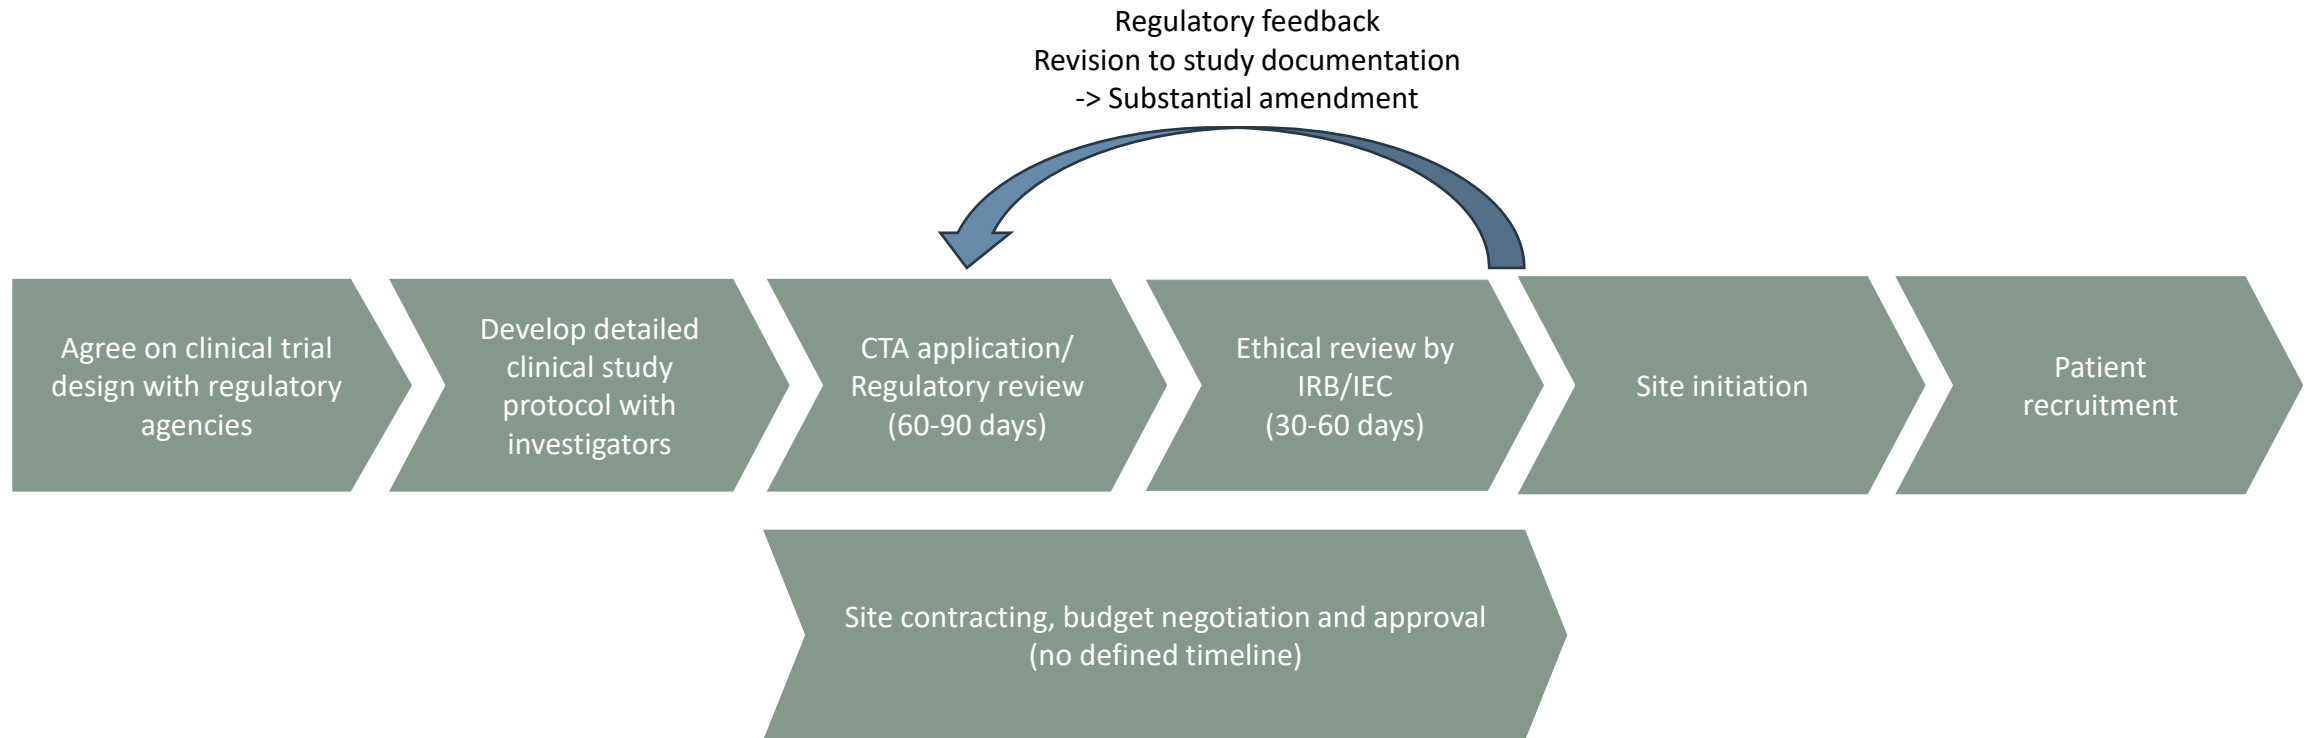 Regulatory feedback
Revision to study documentation
-> Substantial amendment
Agree on clinical trial
design with regulatory
agencies
Develop detailed
clinical study
protocol with
investigators
CTA application/
Regulatory review
(60-90 days)
Ethical review by
IRB/IEC
(30-60 days)
Site initiation
Patient
recruitment
Site contracting, budget negotiation and approval
(no defined timeline)